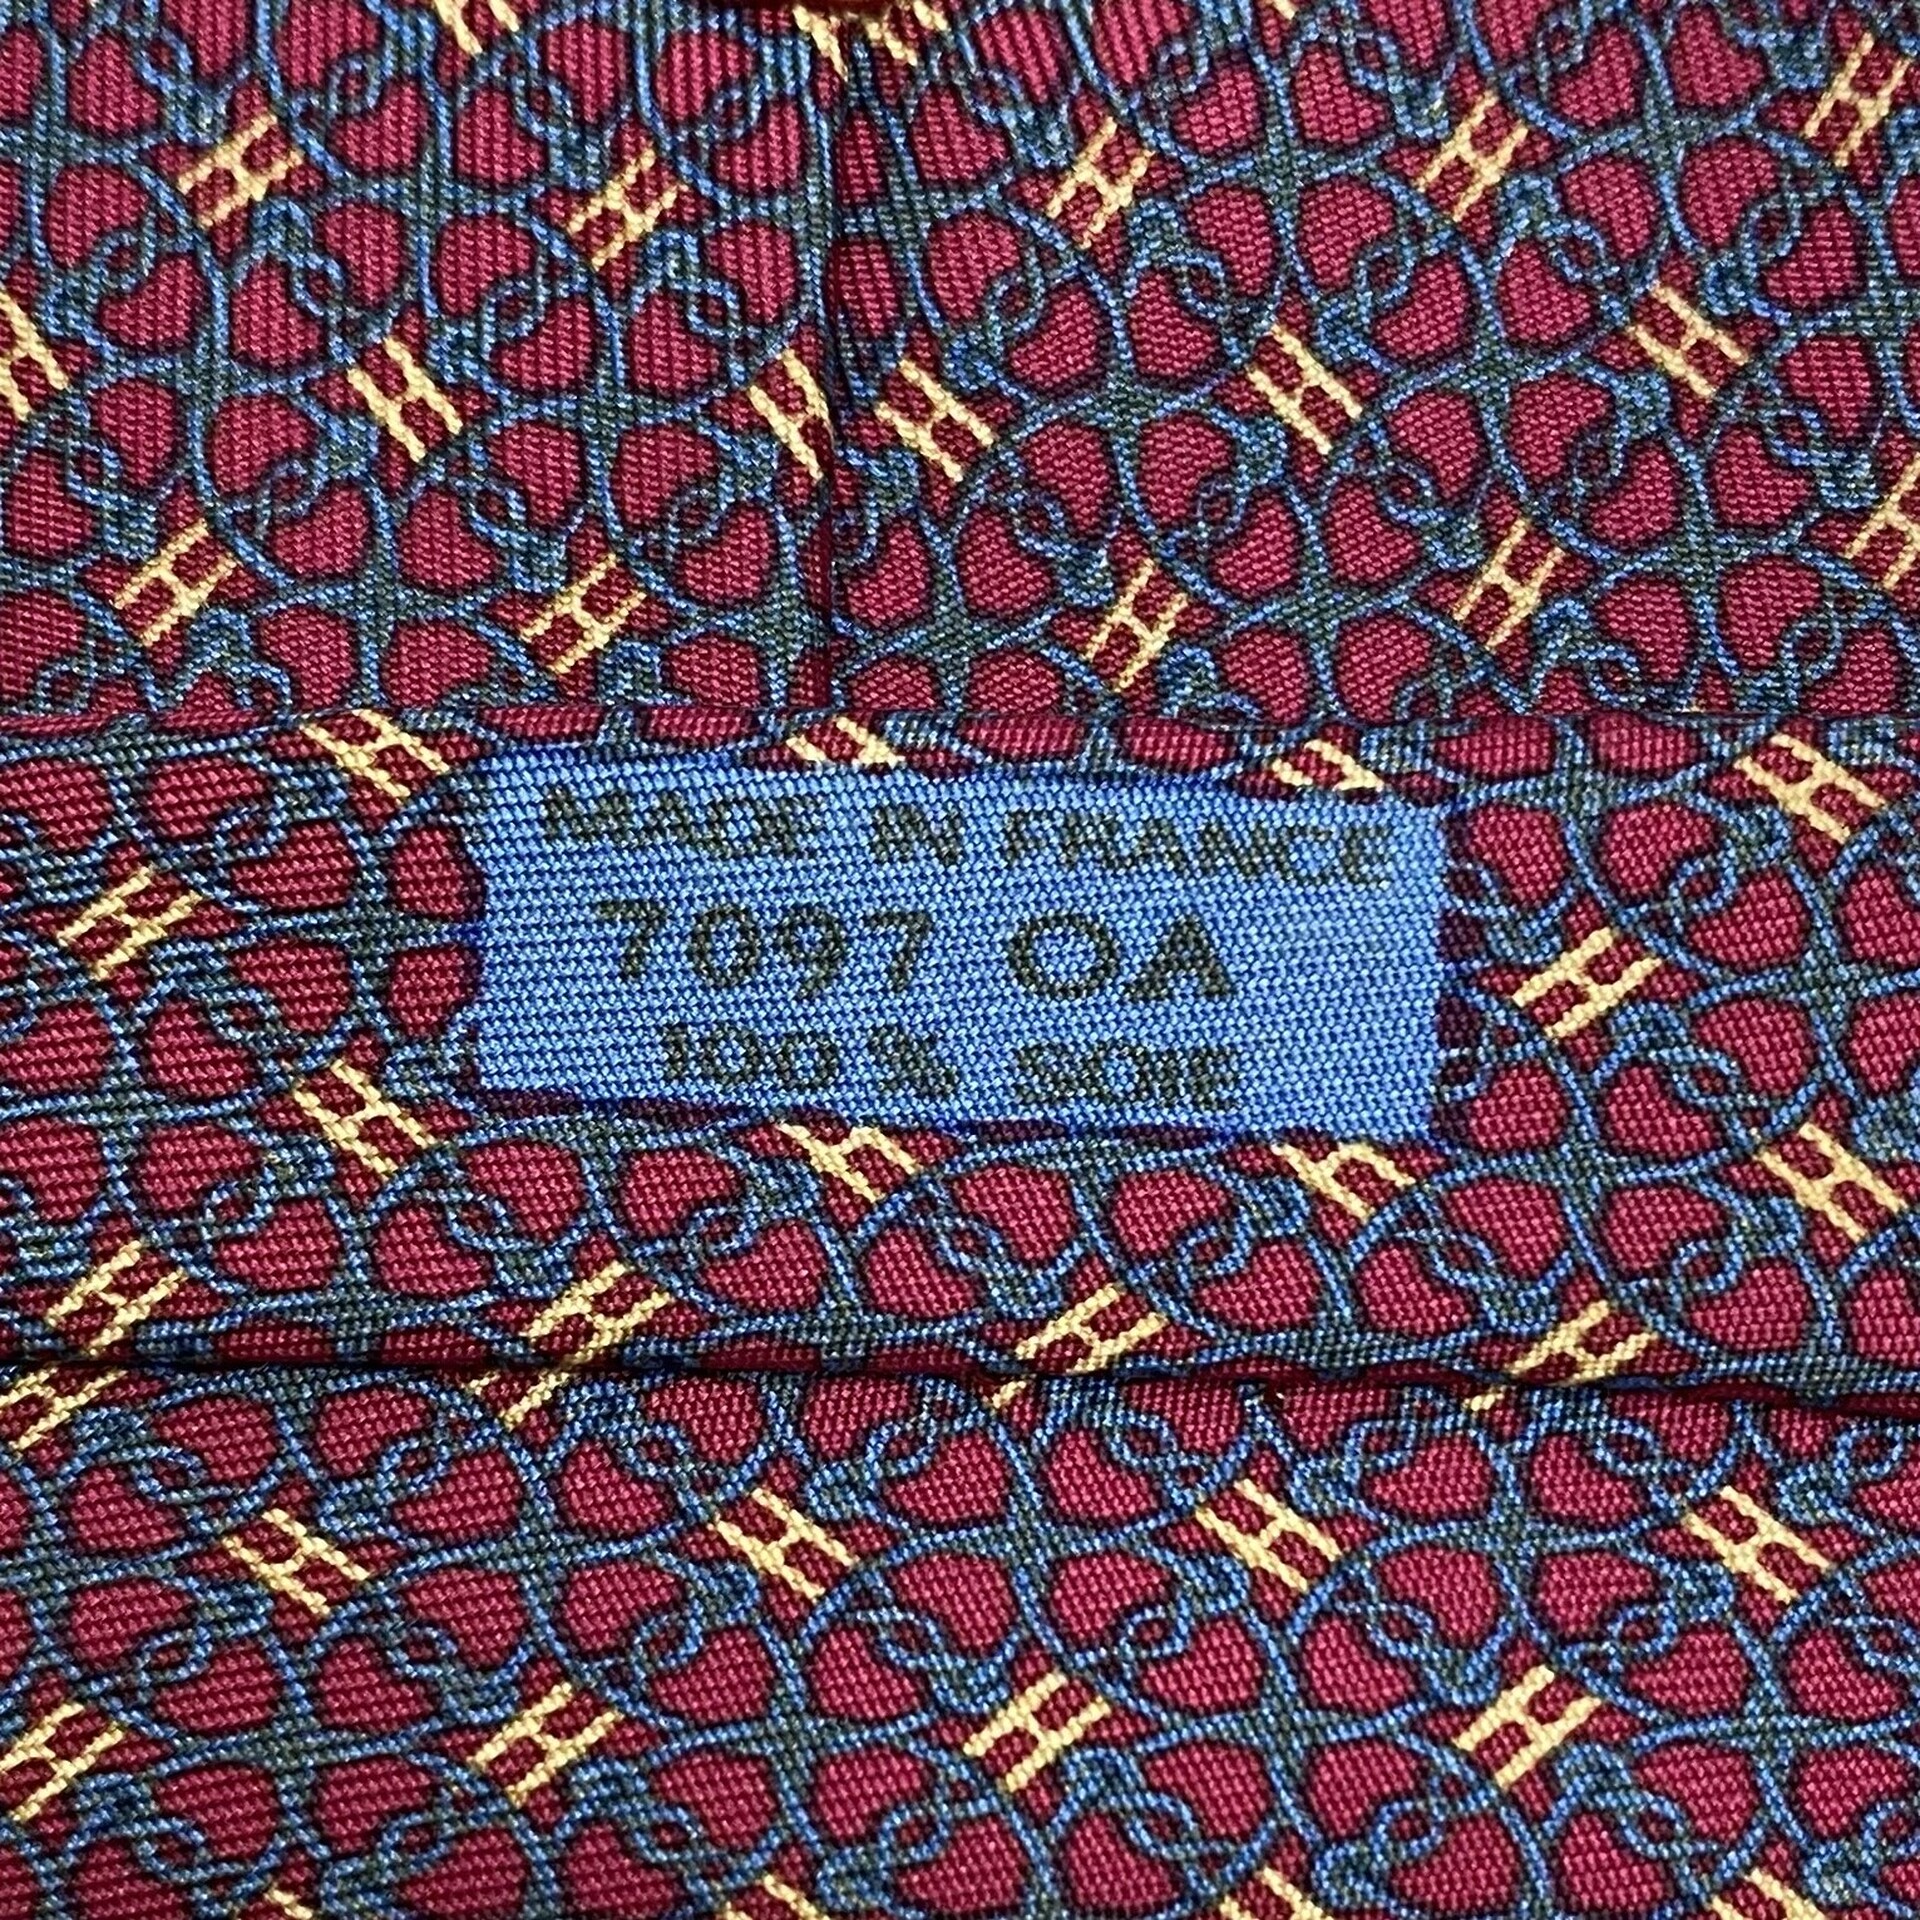 MADE IN FRANCE
7097 OA
100% SOIE